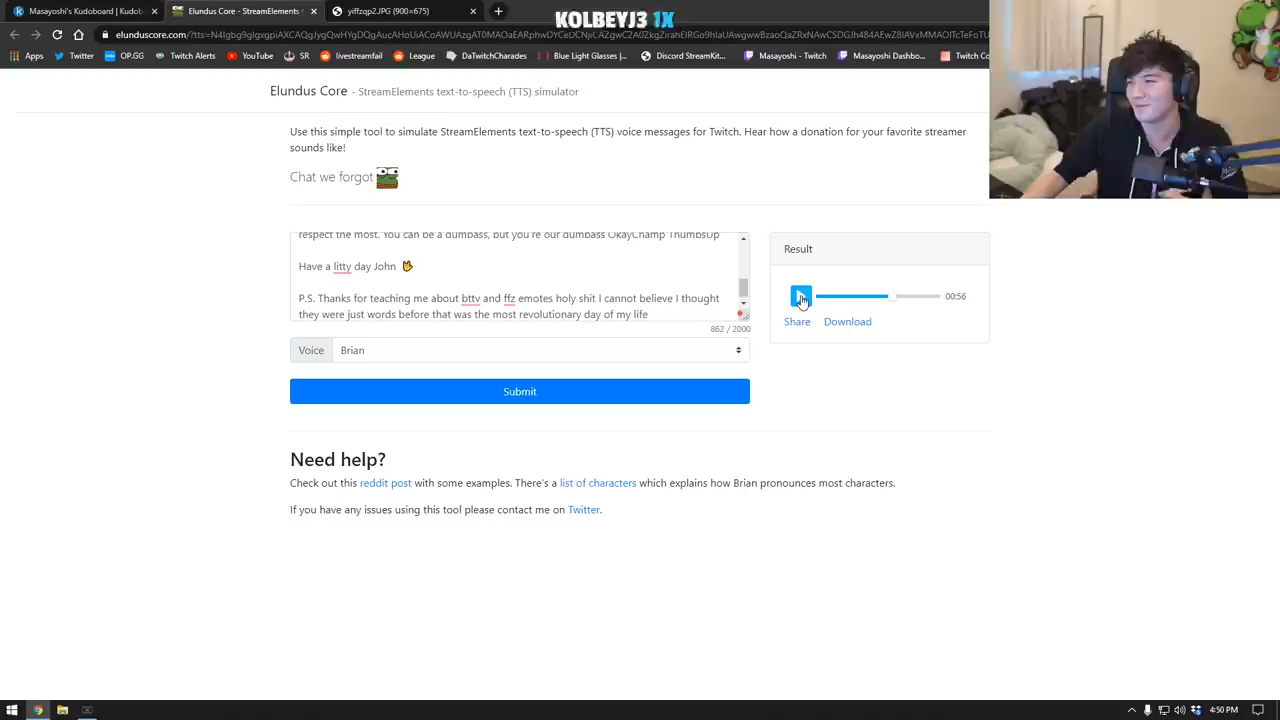 Masayoshi's Kudoboard | Kudob
Elundus Core - StreamElements t
yiffzqp2.JPG (900×675)
KOLBEYJ3 1X
Apps
Twitter
OP.GG
Twitch Alerts
YouTube
livestreamfail
League
DaTwitchCharades
Blue Light Glasses |...
Discord StreamKit...
Masayoshi - Twitch
Masayoshi Dashbo...
Twitch Co
Elundus Core - StreamElements text-to-speech (TTS) simulator
Use this simple tool to simulate StreamElements text-to-speech (TTS) voice messages for Twitch. Hear how a donation for your favorite streamer
sounds like!
Chat we forgot
respect the most. You can be a dumbass, but you're our dumbass OkayChamp ThumbsUp
Have a litty day John
P.S. Thanks for teaching me about bttv and ffz emotes holy shit I cannot believe I thought
they were just words before that was the most revolutionary day of my life
862 / 2000
Voice
Brian
Submit
Result
00:56
Share
Download
Need help?
Check out this reddit post with some examples. There's a list of characters which explains how Brian pronounces most characters.
If you have any issues using this tool please contact me on Twitter.
4:50 PM